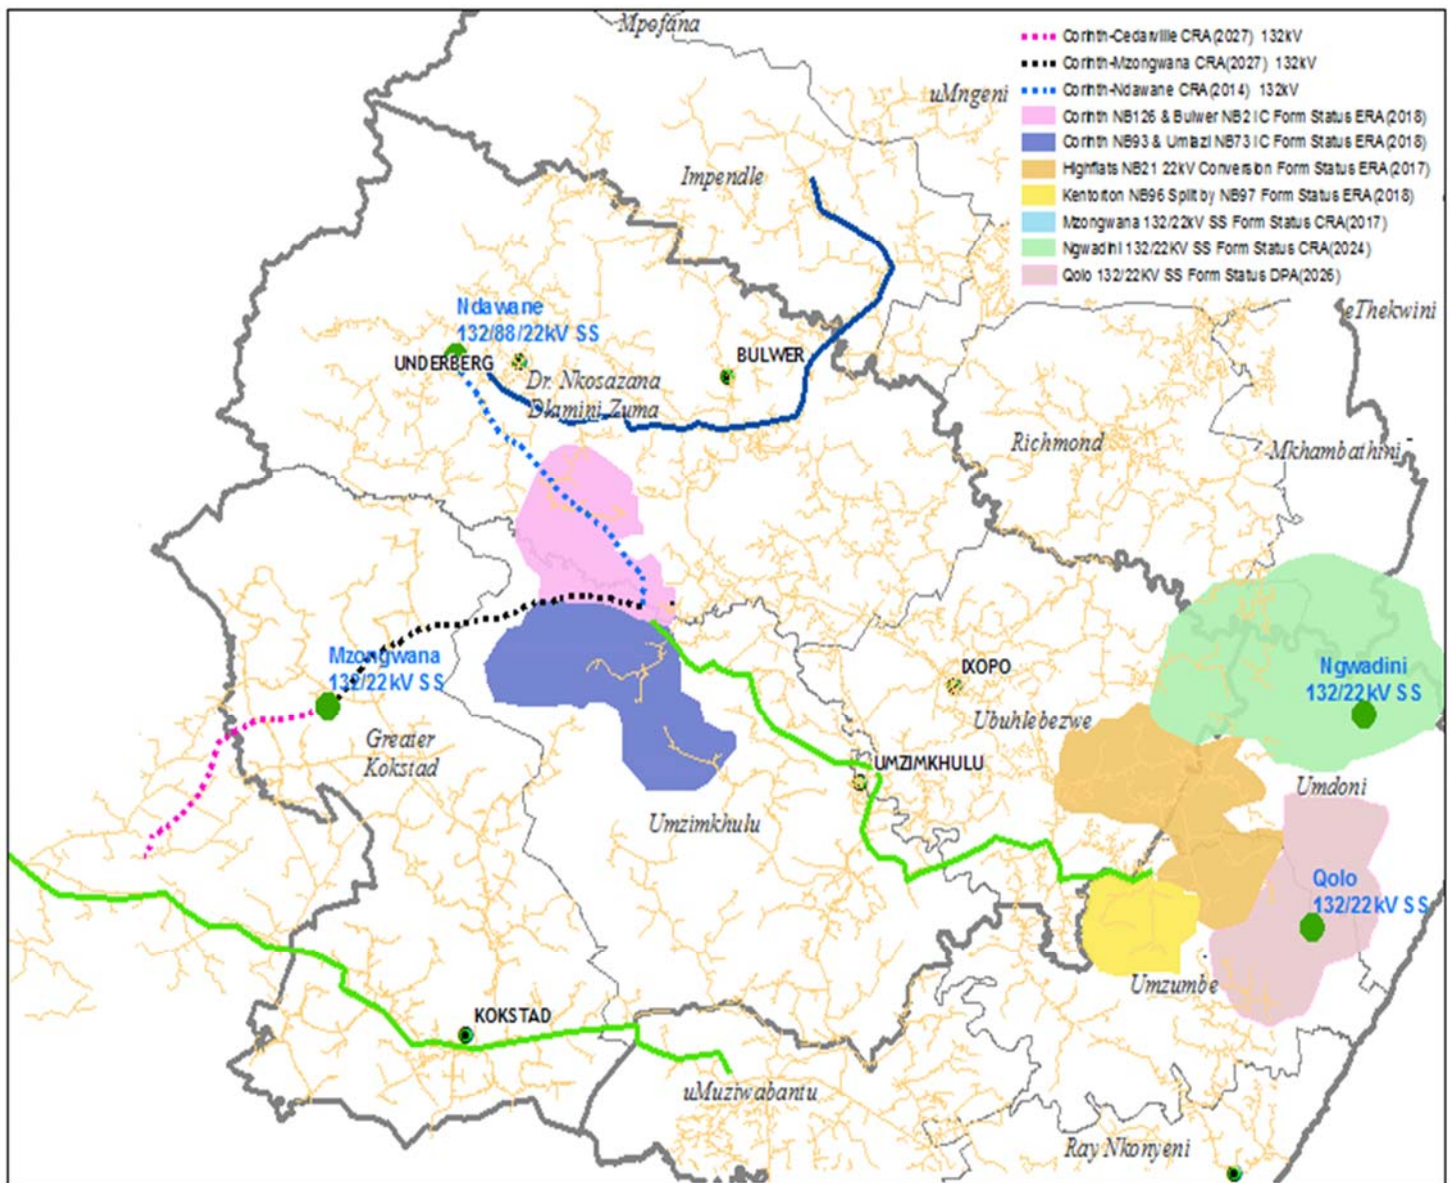 Mpofana
Corinth-Cedarville CRA(2027) 132kV
Corinth-Mzongwana CRA(2027) 132kV
Corinth-Ndawane CRA(2014) 132kV
Corinth NB126 & Bulwer NB2 IC Form Status ERA(2018)
Corinth NB93 & Umlazi NB73 IC Form Status ERA(2018)
Highflats NB21 22kV Conversion Form Status ERA(2017)
Kentorton NB96 Split by NB97 Form Status ERA(2018)
Mzongwana 132/22kV SS Form Status CRA(2017)
Ngwadini 132/22KV SS Form Status CRA(2024)
Qolo 132/22KV SS Form Status DPA(2026)
uMngeni
Impendle
eThekwini
Ndawane
132/88/22kV SS
UNDERBERG
BULWER
Dr. Nkosazana
Dlamini Zuma
Richmond
Mkhambathini
Mzongwana
132/22kV SS
IXOPO
Ngwadini
132/22kV SS
Ubuhlebezwe
Greater
Kokstad
UMZIMKHULU
Umdoni
Umzimkhulu
Qolo
132/22kV SS
Umzumbe
KOKSTAD
uMuziwabantu
Ray Nkonyeni